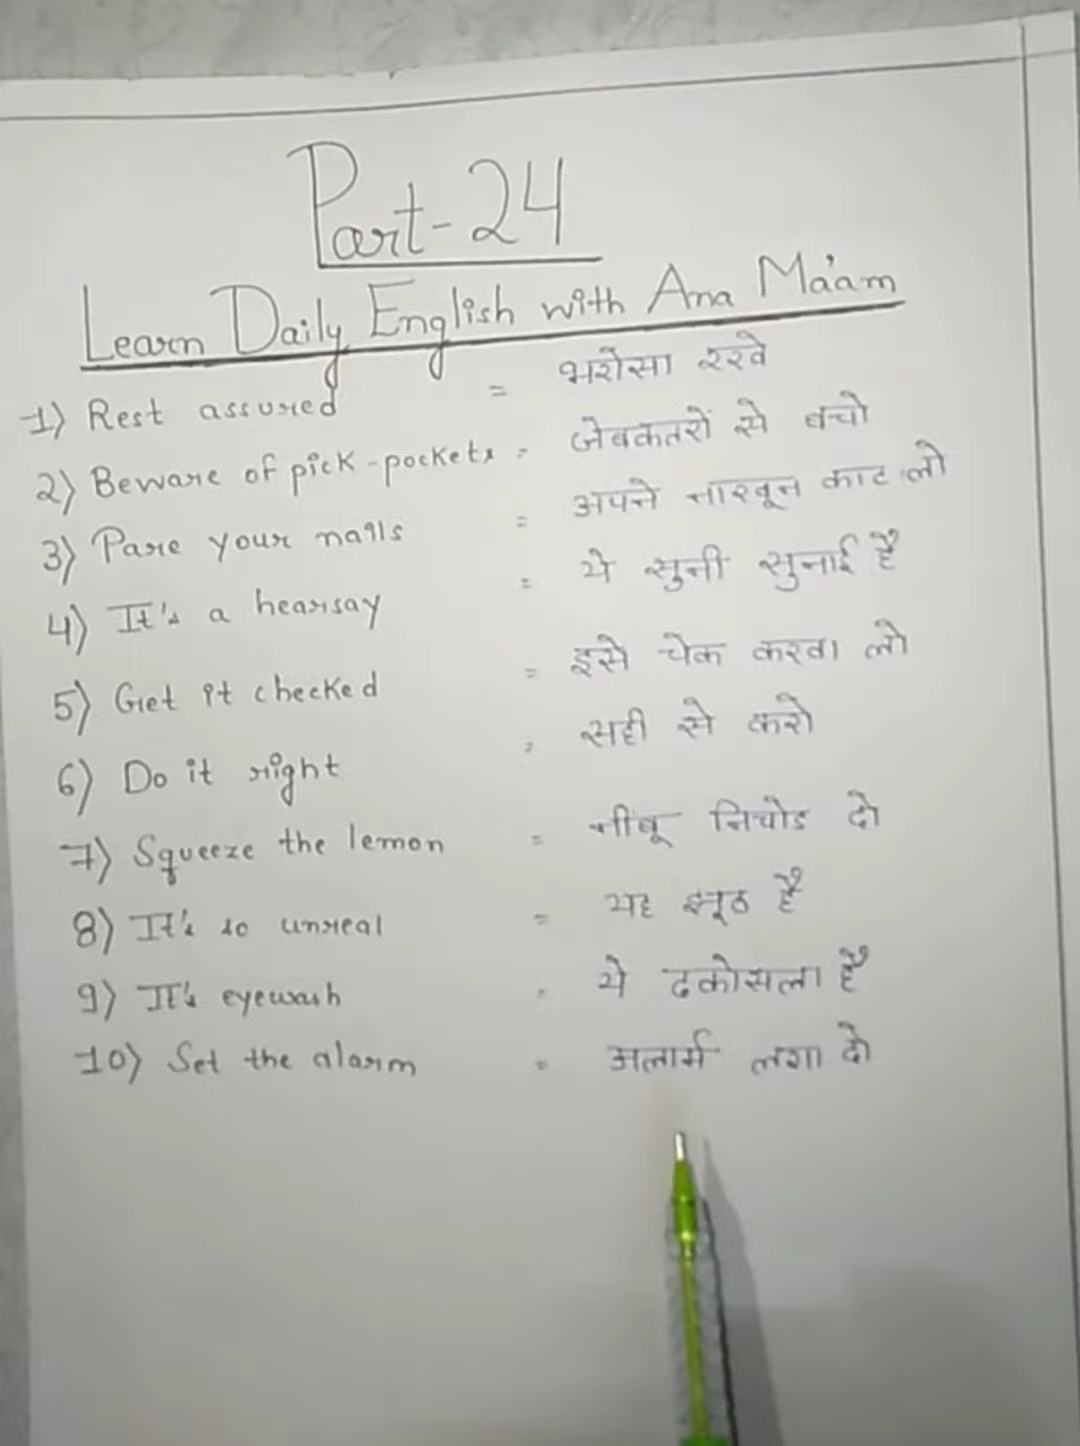 Part-24
Learn Daily English with Ana Ma'am
1) Rest assured = भरोसा रखे
2) Beware of pick-pockets = जेबकतरों से बचो
3) Pare your nails = अपने नाखून काट लो
4) It's a hearsay = ये सुनी सुनाई है
5) Get it checked = इसे चेक करवा लो
6) Do it right = सही से करो
7) Squeeze the lemon = नीबू निचोड दो
8) It's so unreal = यह झूठ है
9) It's eyewash = ये ढकोसला है
10) Set the alarm = अलार्म लगा दो